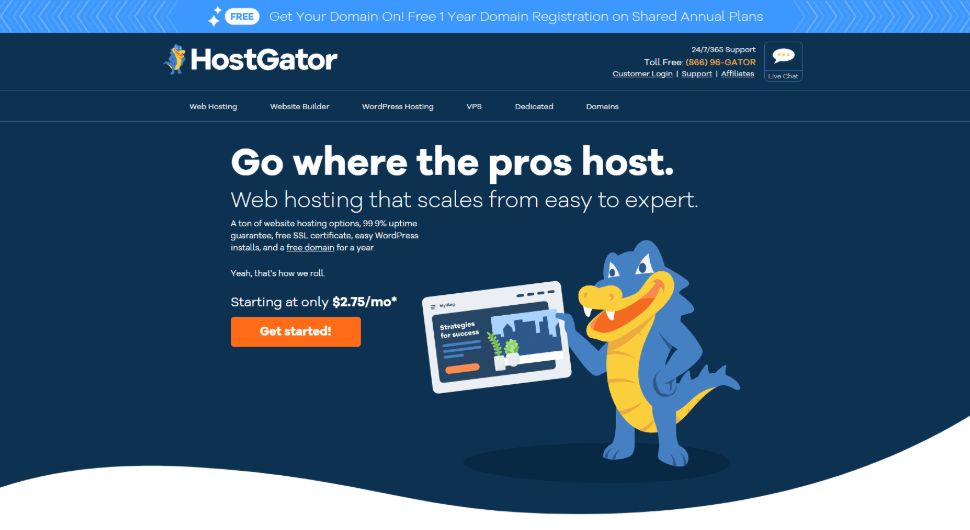 FREE Get Your Domain On! Free 1 Year Domain Registration on Shared Annual Plans
HostGator
24/7/365 Support
Toll Free: (866) 96-GATOR
Customer Login | Support | Affiliates
Live Chat
Web Hosting Website Builder WordPress Hosting VPS Dedicated Domains
Go where the pros host.
Web hosting that scales from easy to expert.
A ton of website hosting options, 99.9% uptime
guarantee, free SSL certificate, easy WordPress
installs, and a free domain for a year.
Yeah, that's how we roll.
Starting at only $2.75/mo*
Get started!
My Blog
Strategies
for success